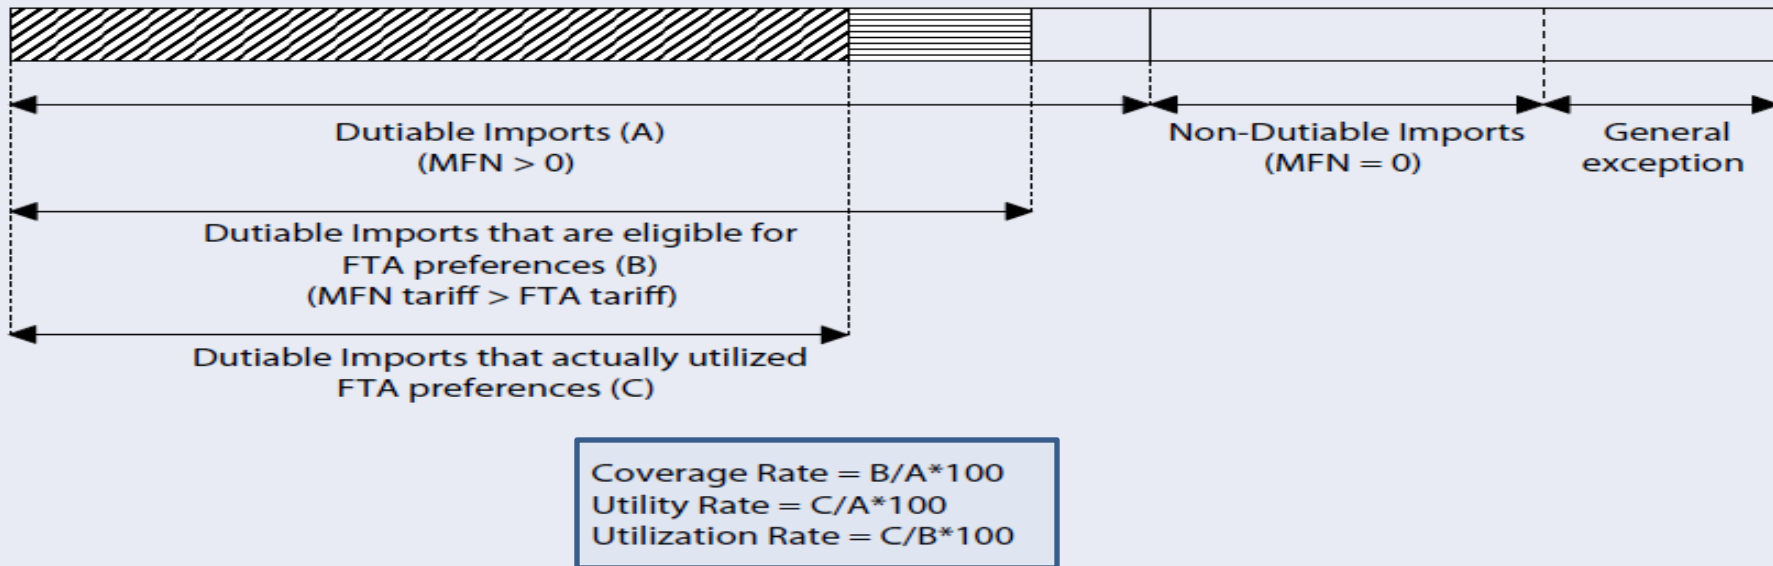 Dutiable Imports (A)
(MFN > 0)
Non-Dutiable Imports
(MFN = 0)
General
exception
Dutiable Imports that are eligible for
FTA preferences (B)
(MFN tariff > FTA tariff)
Dutiable Imports that actually utilized
FTA preferences (C)
Coverage Rate = B/A*100
Utility Rate = C/A*100
Utilization Rate = C/B*100